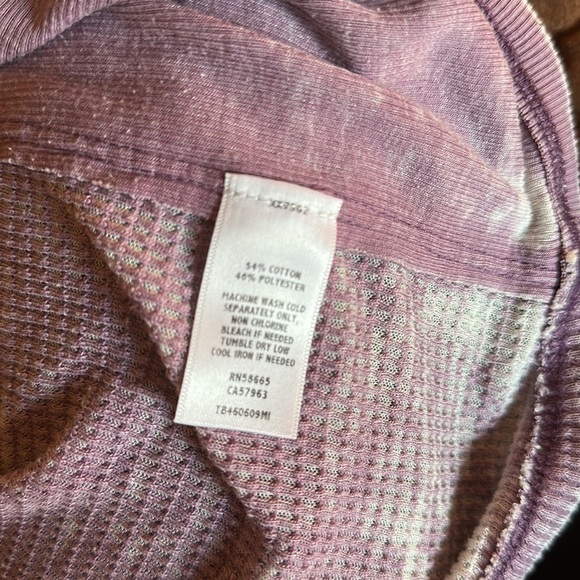 54% COTTON
46% POLYESTER
MACHINE WASH COLD
SEPARATELY ONLY,
NON CHLORINE
BLEACH IF NEEDED
TUMBLE DRY LOW
COOL IRON IF NEEDED
RN58665
CA57963
TB460609MI